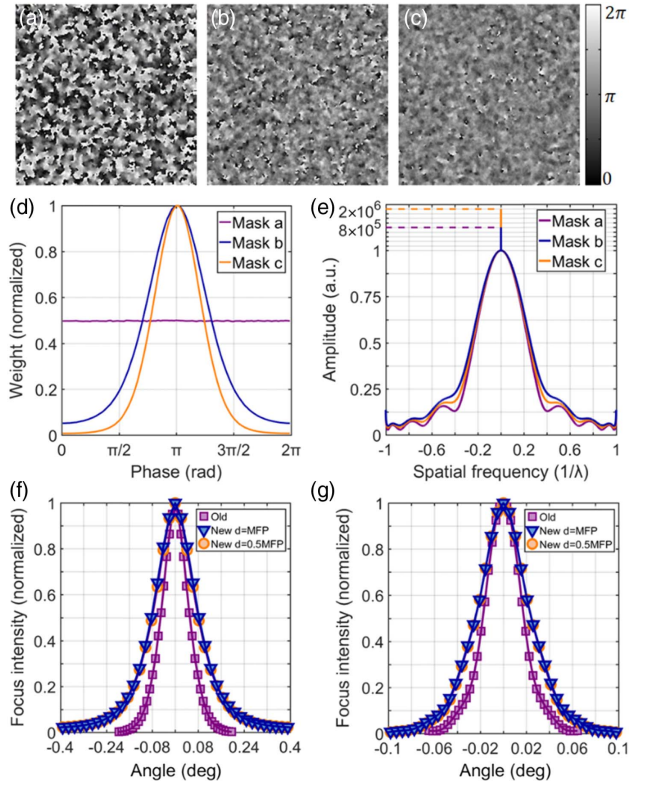 (a)
(b)
(c)
2π
π
0
(d)
Weight (normalized)
1
0.8
0.6
0.4
0.2
0
Mask a
Mask b
Mask c
0
π/2
π
3π/2
2π
Phase (rad)
(e)
Amplitude (a.u.)
2×10⁶
8×10⁵
1
0.75
0.5
0.25
0
Mask a
Mask b
Mask c
-1
-0.6
-0.2
0.2
0.6
1
Spatial frequency (1/λ)
(f)
Focus intensity (normalized)
1
0.8
0.6
0.4
0.2
Old
New d=MFP
New d=0.5MFP
-0.4
-0.24
-0.08
0.08
0.24
0.4
Angle (deg)
(g)
Focus intensity (normalized)
1
0.8
0.6
0.4
0.2
0
Old
New d=MFP
New d=0.5MFP
-0.1
-0.06
-0.02
0.02
0.06
0.1
Angle (deg)